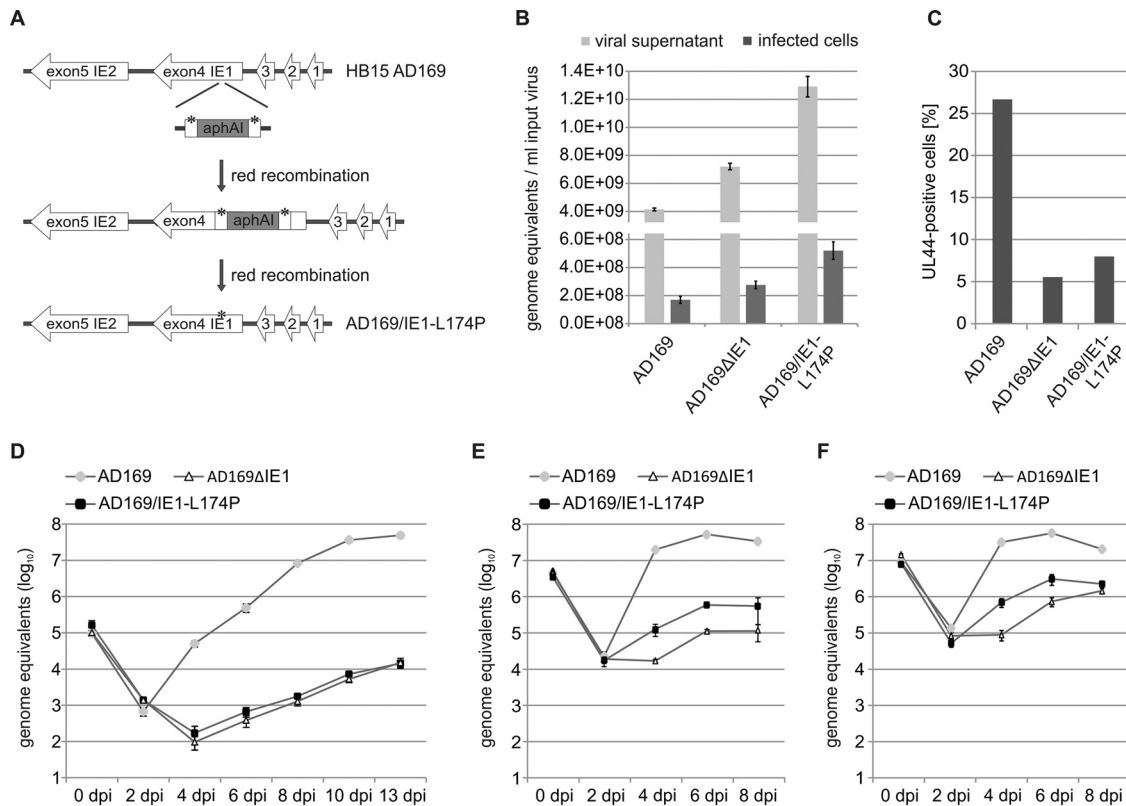 A
exon5 IE2 exon4 IE1 3 2 1 HB15 AD169
* aphAI *
red recombination
exon5 IE2 exon4 * aphAI * 3 2 1
red recombination
exon5 IE2 exon4 IE1 * 3 2 1 AD169/IE1-L174P
B
viral supernatant infected cells
genome equivalents / ml input virus
1.4E+10
1.2E+10
1.0E+10
8.0E+09
6.0E+09
4.0E+09
6.0E+08
4.0E+08
2.0E+08
0.0E+08
AD169
AD169ΔIE1
AD169/IE1-
L174P
C
UL44-positive cells [%]
30
25
20
15
10
5
0
AD169
AD169ΔIE1
AD169/IE1-
L174P
D
AD169 AD169ΔIE1
AD169/IE1-L174P
genome equivalents (log10)
8
7
6
5
4
3
2
1
0 dpi 2 dpi 4 dpi 6 dpi 8 dpi 10 dpi 13 dpi
E
AD169 AD169ΔIE1
AD169/IE1-L174P
genome equivalents (log10)
8
7
6
5
4
3
2
1
0 dpi 2 dpi 4 dpi 6 dpi 8 dpi
F
AD169 AD169ΔIE1
AD169/IE1-L174P
genome equivalents (log10)
8
7
6
5
4
3
2
1
0 dpi 2 dpi 4 dpi 6 dpi 8 dpi